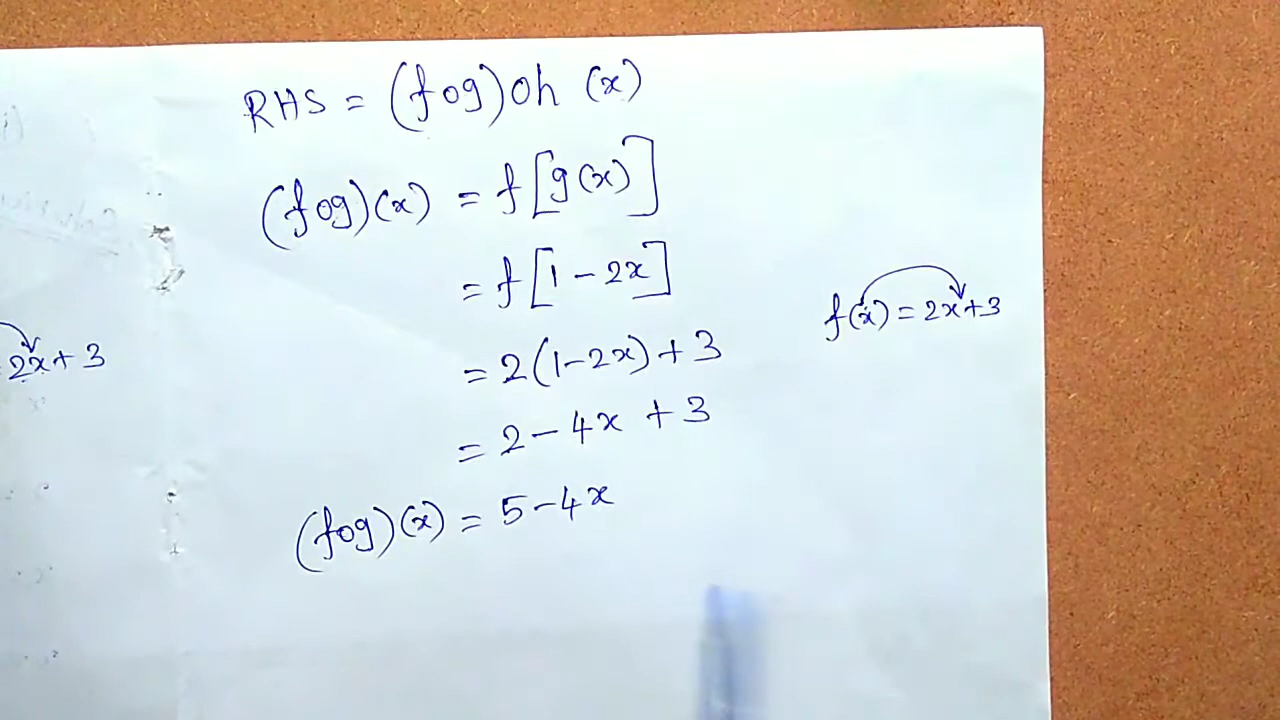 RHS = (fog)oh (x)
(fog)(x) = f[g(x)]
= f[1 - 2x]
f(x) = 2x+3
= 2(1-2x)+3
2x+3
= 2 - 4x + 3
(fog)(x) = 5-4x